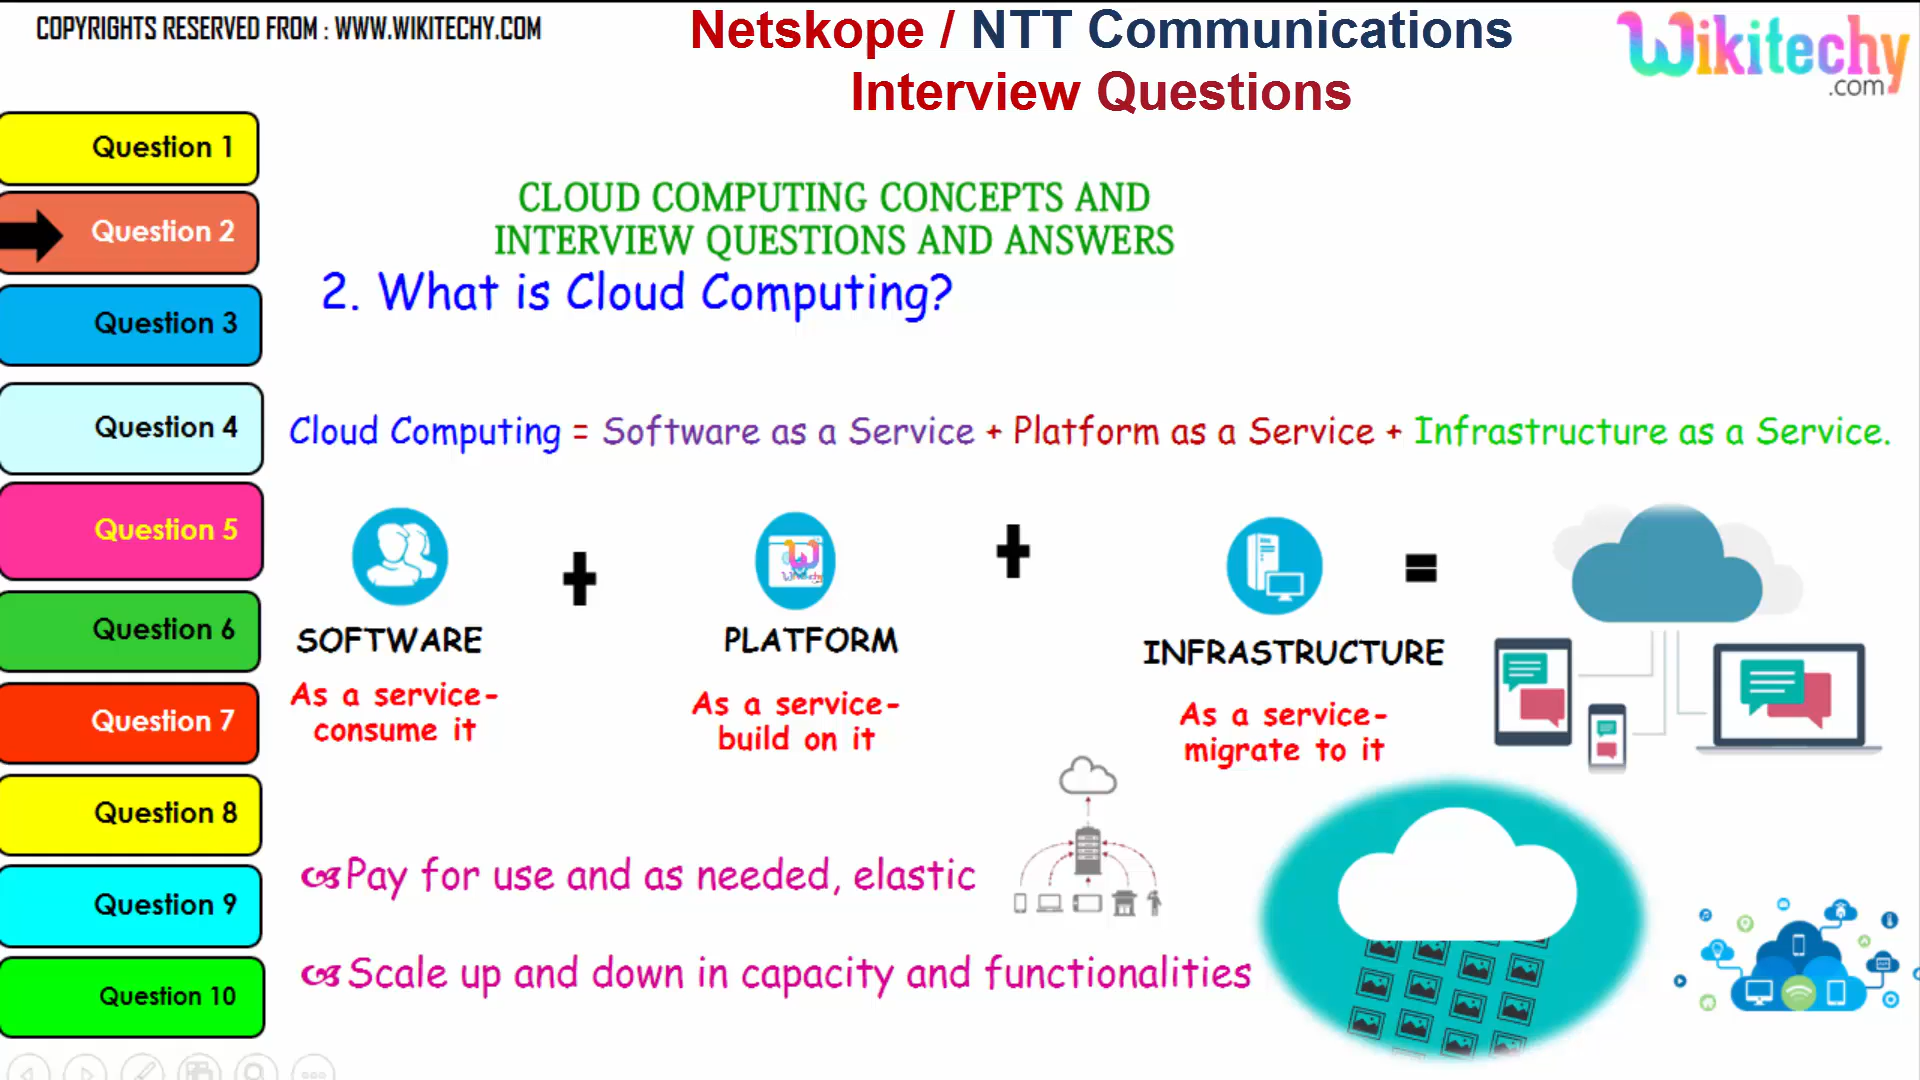 COPYRIGHTS RESERVED FROM : WWW.WIKITECHY.COM
Netskope / NTT Communications
Interview Questions
Wikitechy
.com
Question 1
Question 2
Question 3
Question 4
Question 5
Question 6
Question 7
Question 8
Question 9
Question 10
CLOUD COMPUTING CONCEPTS AND
INTERVIEW QUESTIONS AND ANSWERS
2. What is Cloud Computing?
Cloud Computing = Software as a Service + Platform as a Service + Infrastructure as a Service.
+
+
=
SOFTWARE
As a service-
consume it
PLATFORM
As a service-
build on it
INFRASTRUCTURE
As a service-
migrate to it
Pay for use and as needed, elastic
Scale up and down in capacity and functionalities